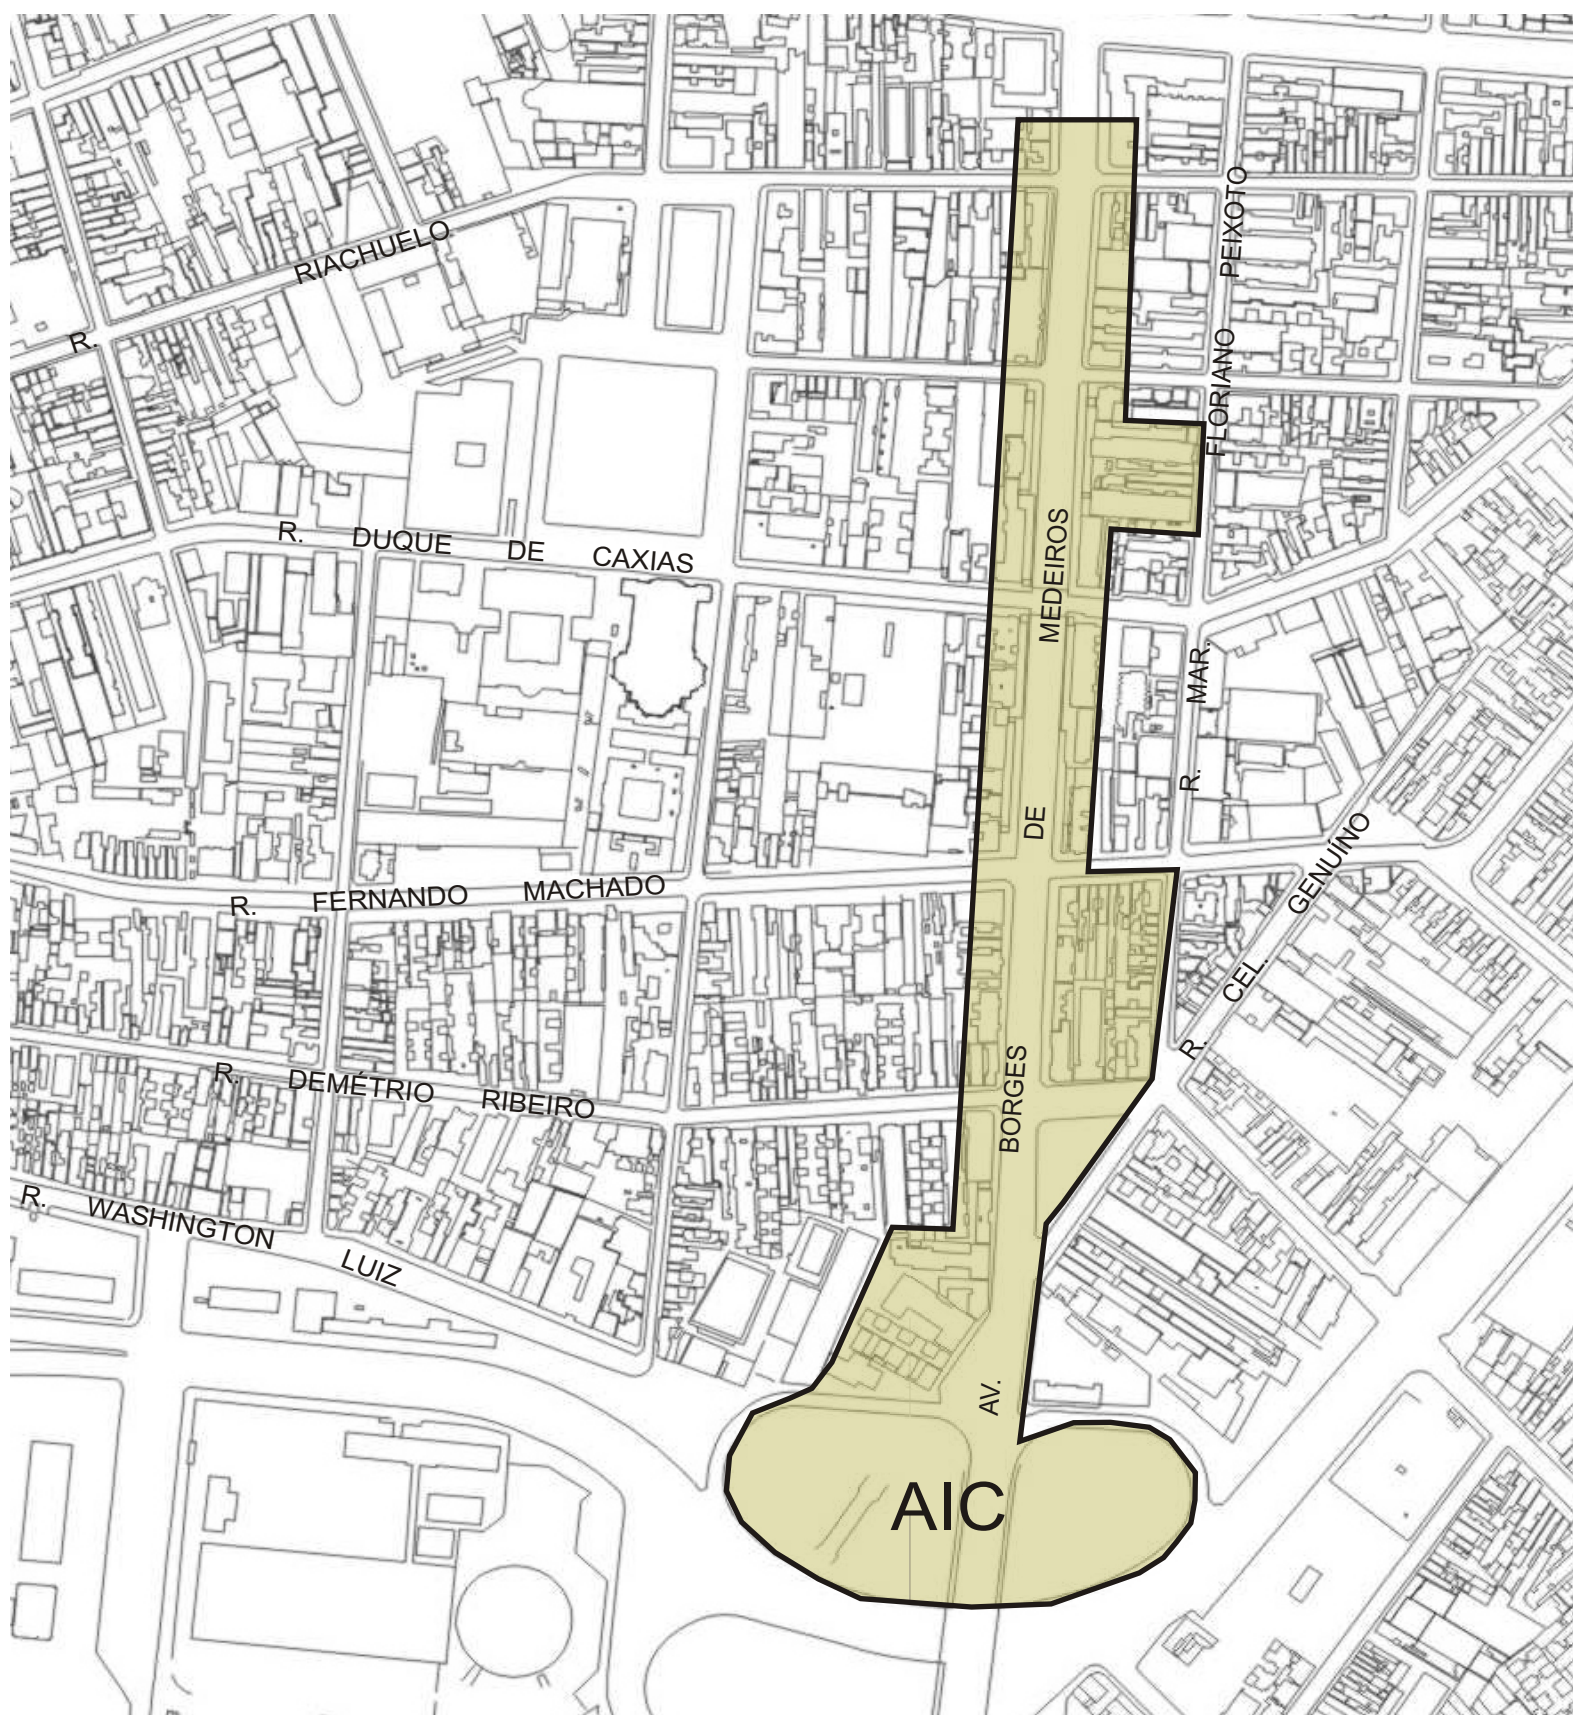 R. RIACHUELO
R. DUQUE DE CAXIAS
R. FERNANDO MACHADO
R. DEMÉTRIO RIBEIRO
R. WASHINGTON LUIZ
AV. BORGES DE MEDEIROS
R. MAR. FLORIANO PEIXOTO
R. CEL. GENUÍNO
AIC